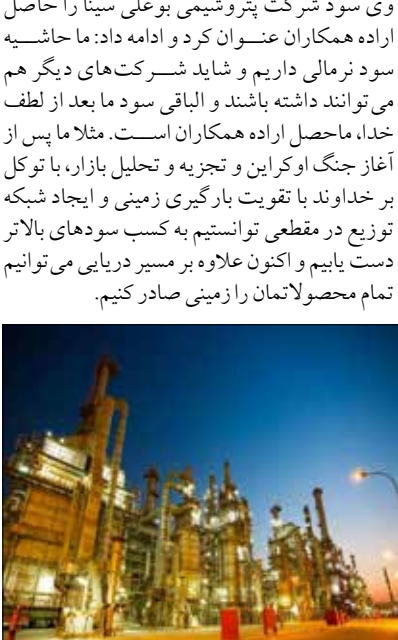 وی سود شرکت پتروشیمی بوعلی سینا را حاصل
اراده همکاران عنوان کرد و ادامه داد: ما حاشیه
سود نرمالی داریم و شاید شرکت‌های دیگر هم
می‌توانند داشته باشند و الباقی سود ما بعد از لطف
خدا، ماحصل اراده همکاران است. مثلا ما پس از
آغاز جنگ اوکراین و تجزیه و تحلیل بازار، با توکل
بر خداوند با تقویت بارگیری زمینی و ایجاد شبکه
توزیع در مقطعی توانستیم به کسب سودهای بالاتر
دست یابیم و اکنون علاوه بر مسیر دریایی می‌توانیم
تمام محصولاتمان را زمینی صادر کنیم.